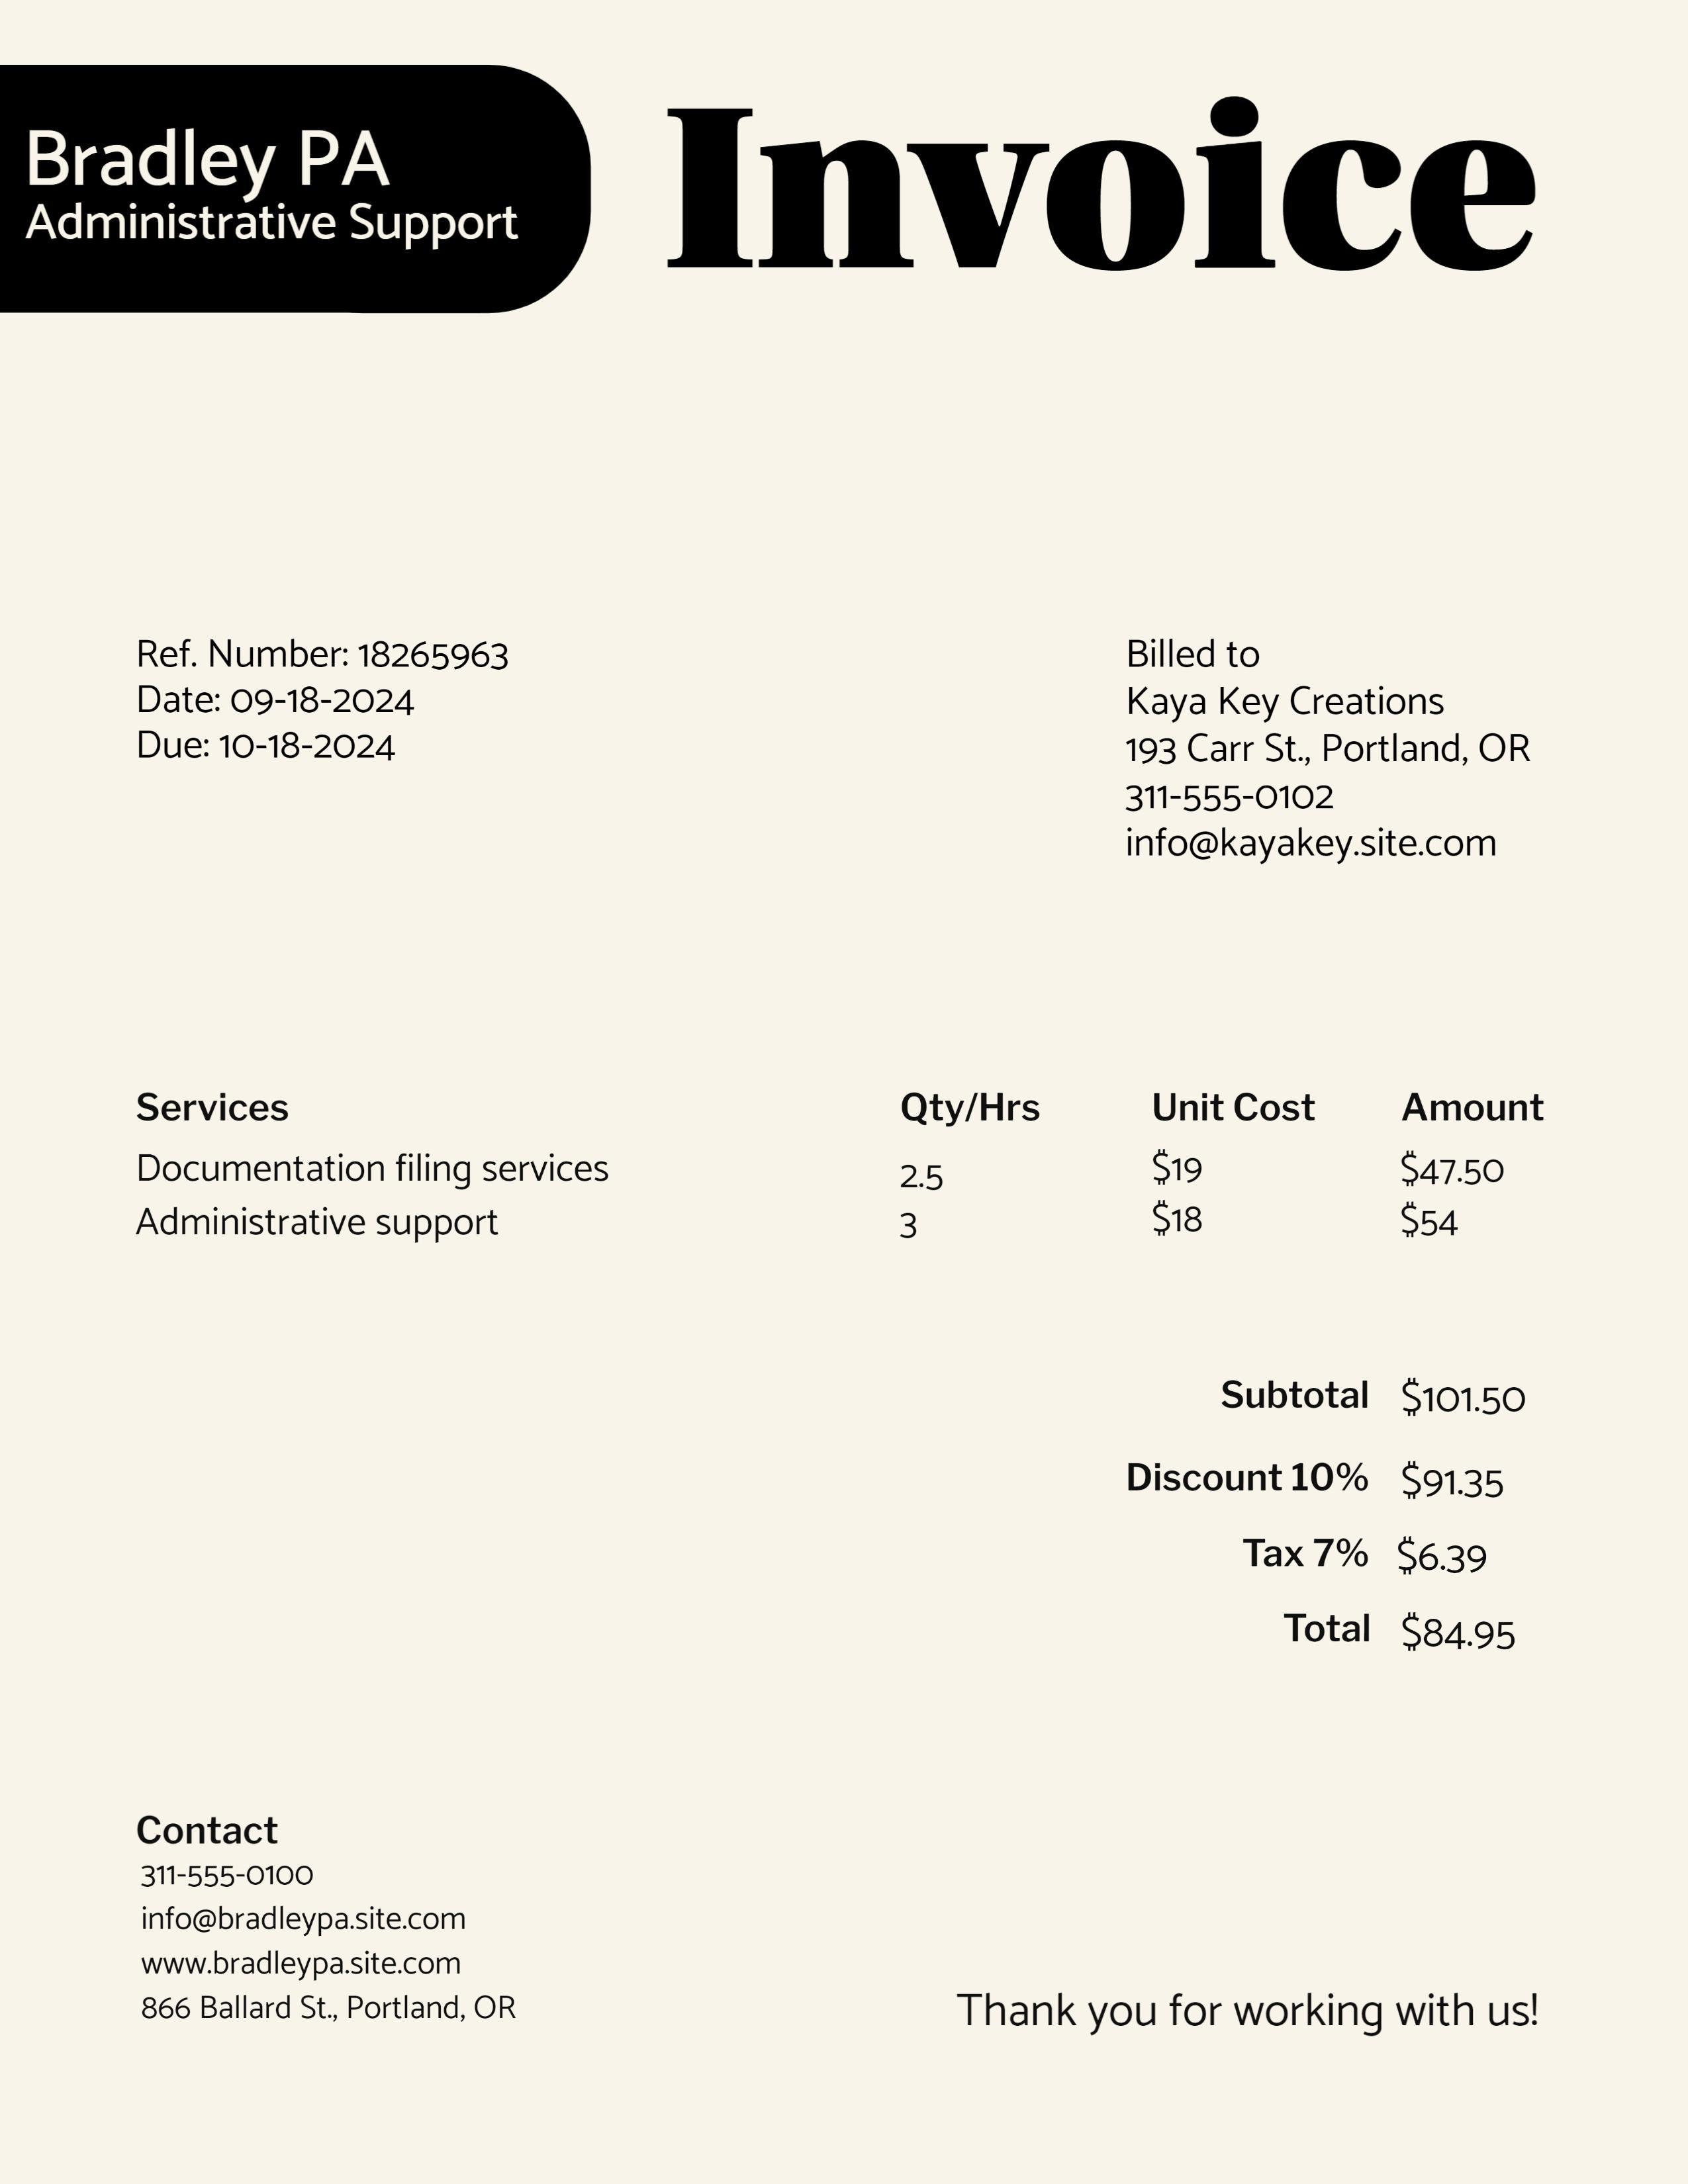 Bradley PA
Administrative Support
Invoice
Ref. Number: 18265963
Date: 09-18-2024
Due: 10-18-2024
Billed to
Kaya Key Creations
193 Carr St., Portland, OR
311-555-0102
info@kayakey.site.com
Services Qty/Hrs Unit Cost Amount
Documentation filing services 2.5 $19 $47.50
Administrative support 3 $18 $54
Subtotal $101.50
Discount 10% $91.35
Tax 7% $6.39
Total $84.95
Contact
311-555-0100
info@bradleypa.site.com
www.bradleypa.site.com
866 Ballard St., Portland, OR
Thank you for working with us!